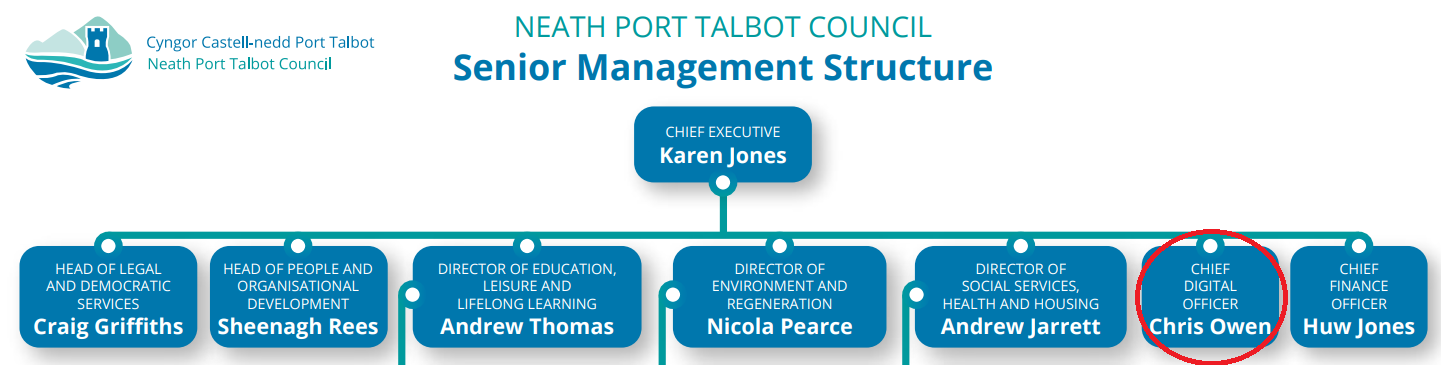 Cyngor Castell-nedd Port Talbot
Neath Port Talbot Council
NEATH PORT TALBOT COUNCIL
Senior Management Structure
CHIEF EXECUTIVE
Karen Jones
HEAD OF LEGAL
AND DEMOCRATIC
SERVICES
Craig Griffiths
HEAD OF PEOPLE AND
ORGANISATIONAL
DEVELOPMENT
Sheenagh Rees
DIRECTOR OF EDUCATION,
LEISURE AND
LIFELONG LEARNING
Andrew Thomas
DIRECTOR OF
ENVIRONMENT AND
REGENERATION
Nicola Pearce
DIRECTOR OF
SOCIAL SERVICES,
HEALTH AND HOUSING
Andrew Jarrett
CHIEF
DIGITAL
OFFICER
Chris Owen
CHIEF
FINANCE
OFFICER
Huw Jones